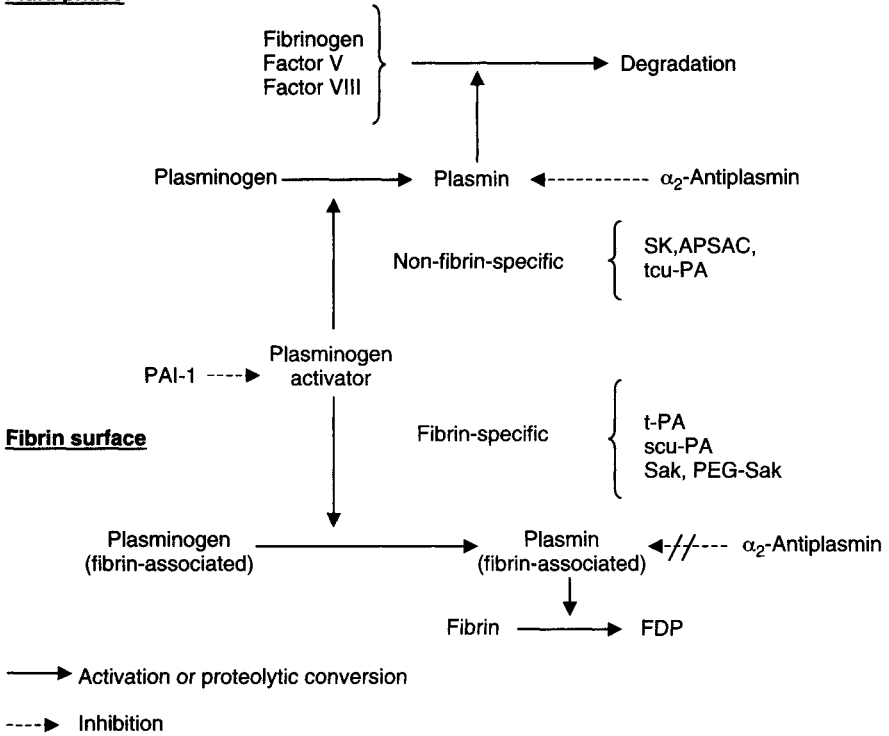 Fibrinogen
Factor V
Factor VIII
Degradation
Plasminogen
Plasmin
α2-Antiplasmin
Non-fibrin-specific
SK,APSAC,
tcu-PA
PAI-1
Plasminogen
activator
Fibrin surface
Fibrin-specific
t-PA
scu-PA
Sak, PEG-Sak
Plasminogen
(fibrin-associated)
Plasmin
(fibrin-associated)
α2-Antiplasmin
Fibrin
FDP
Activation or proteolytic conversion
Inhibition